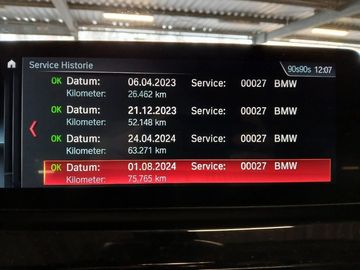 Service Historie
90s90s 12:07
OK Datum: 06.04.2023 Service: 00027 BMW
Kilometer: 26.462 km
OK Datum: 21.12.2023 Service: 00027 BMW
Kilometer: 52.148 km
OK Datum: 24.04.2024 Service: 00027 BMW
Kilometer: 63.271 km
OK Datum: 01.08.2024 Service: 00027 BMW
Kilometer: 75.765 km